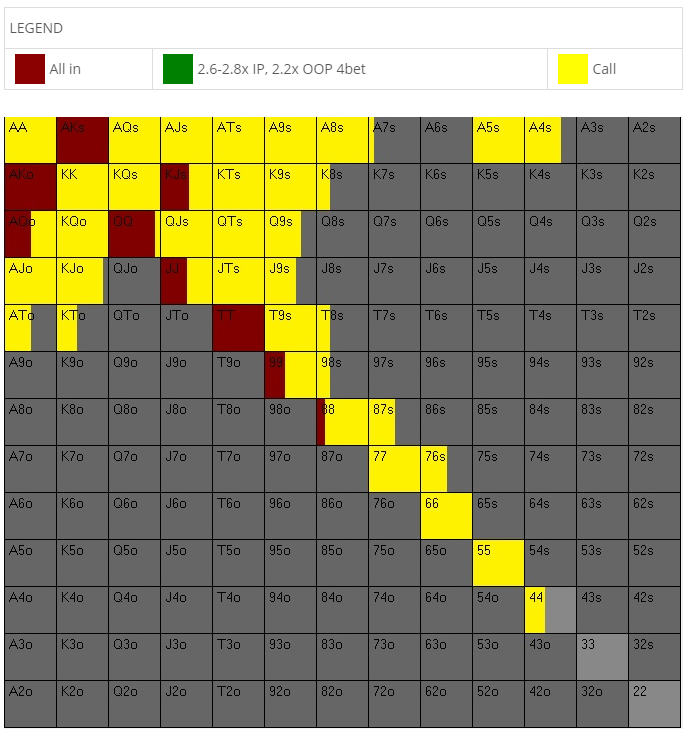 LEGEND
All in 2.6-2.8x IP, 2.2x OOP 4bet Call
AA AKs AQs AJs ATs A9s A8s A7s A6s A5s A4s A3s A2s
AKo KK KQs KJs KTs K9s K8s K7s K6s K5s K4s K3s K2s
AQo KQo QQ QJs QTs Q9s Q8s Q7s Q6s Q5s Q4s Q3s Q2s
AJo KJo QJo JJ JTs J9s J8s J7s J6s J5s J4s J3s J2s
ATo KTo QTo JTo TT T9s T8s T7s T6s T5s T4s T3s T2s
A9o K9o Q9o J9o T9o 99 98s 97s 96s 95s 94s 93s 92s
A8o K8o Q8o J8o T8o 98o 88 87s 86s 85s 84s 83s 82s
A7o K7o Q7o J7o T7o 97o 87o 77 76s 75s 74s 73s 72s
A6o K6o Q6o J6o T6o 96o 86o 76o 66 65s 64s 63s 62s
A5o K5o Q5o J5o T5o 95o 85o 75o 65o 55 54s 53s 52s
A4o K4o Q4o J4o T4o 94o 84o 74o 64o 54o 44 43s 42s
A3o K3o Q3o J3o T3o 93o 83o 73o 63o 53o 43o 33 32s
A2o K2o Q2o J2o T2o 92o 82o 72o 62o 52o 42o 32o 22